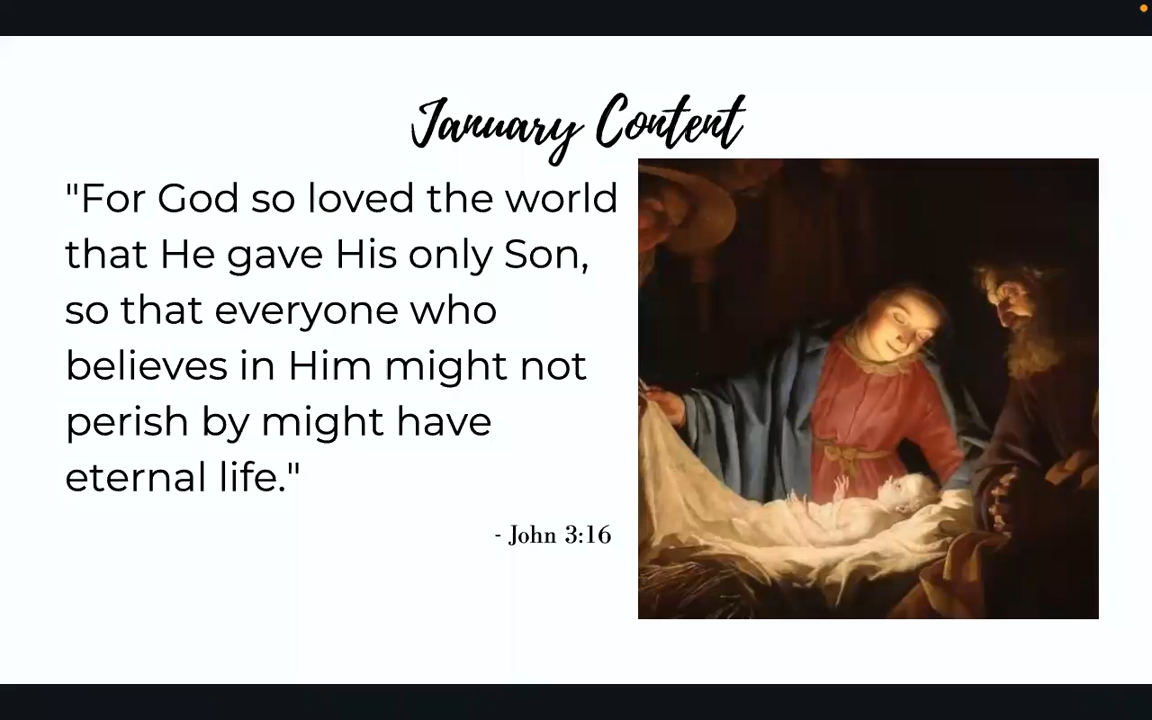 January Content
"For God so loved the world
that He gave His only Son,
so that everyone who
believes in Him might not
perish by might have
eternal life."
- John 3:16